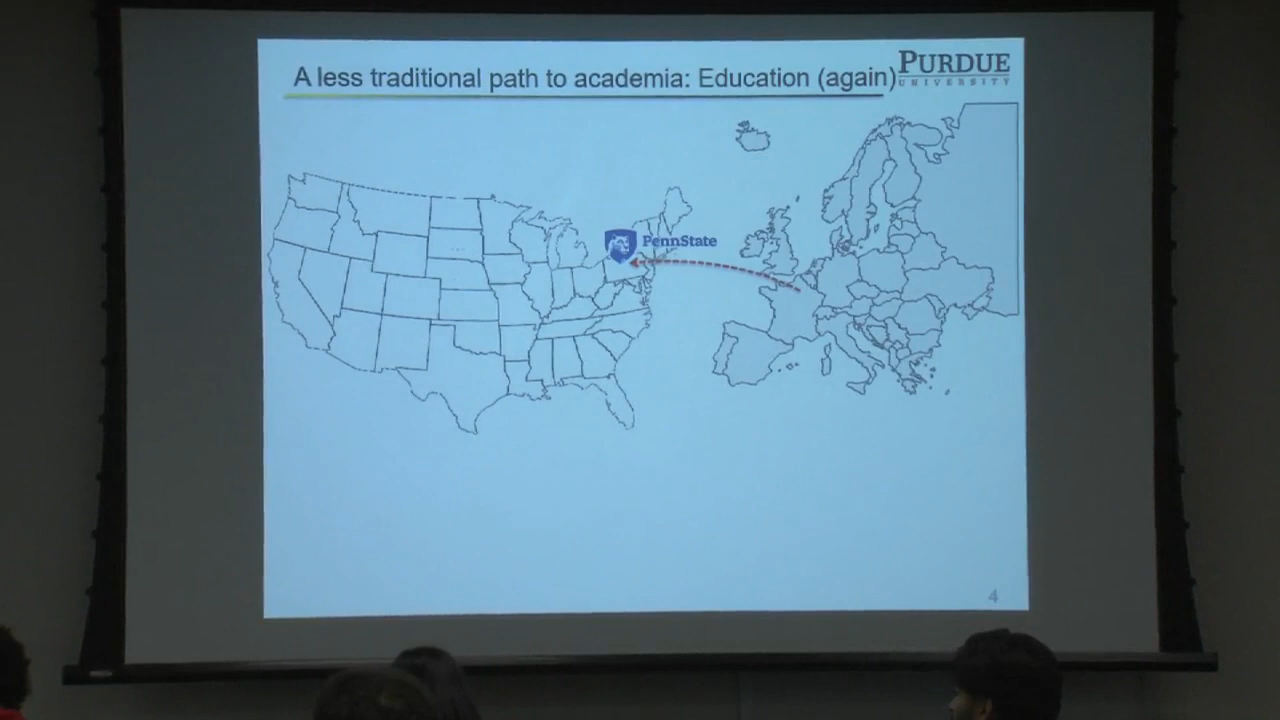 A less traditional path to academia: Education (again)
PURDUE
UNIVERSITY
PennState
4